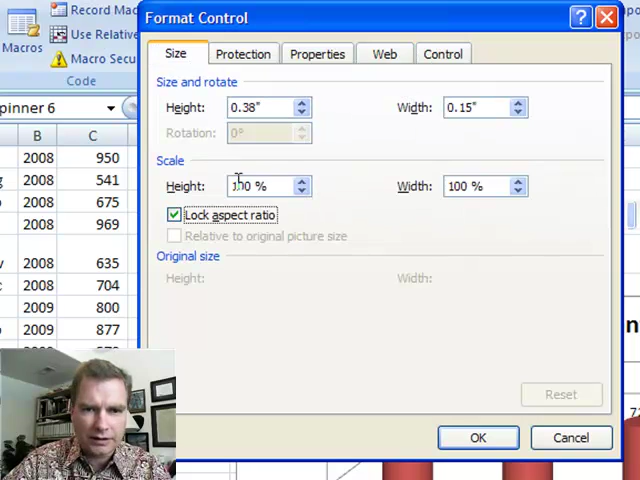 Record Mac
Use Relative
Macros
Macro Secu
Code
pinner 6
B C
2008 950
2008 541
2008 675
2008 969
2008 635
2008 704
2009 800
2009 877
Format Control
Size Protection Properties Web Control
Size and rotate
Height: 0.38" Width: 0.15"
Rotation: 0°
Scale
Height: 100 % Width: 100 %
Lock aspect ratio
Relative to original picture size
Original size
Height: Width:
Reset
OK Cancel